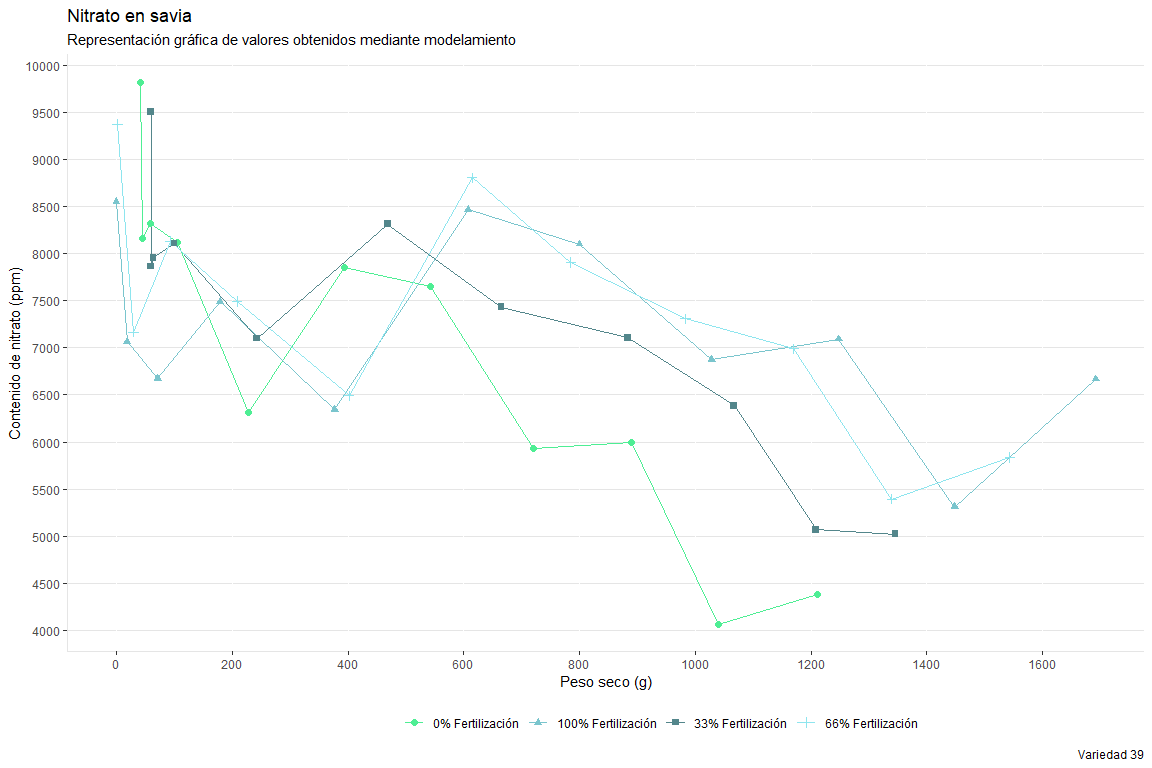 Nitrato en savia
Representación gráfica de valores obtenidos mediante modelamiento
Contenido de nitrato (ppm)
10000
9500
9000
8500
8000
7500
7000
6500
6000
5500
5000
4500
4000
0 200 400 600 800 1000 1200 1400 1600
Peso seco (g)
0% Fertilización 100% Fertilización 33% Fertilización 66% Fertilización
Variedad 39